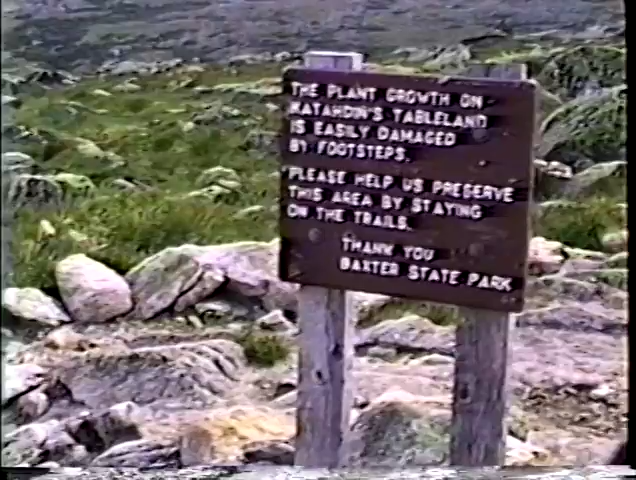 THE PLANT GROWTH ON
KATAHDIN'S TABLELAND
IS EASILY DAMAGED
BY FOOTSTEPS.
PLEASE HELP US PRESERVE
THIS AREA BY STAYING
ON THE TRAILS.
THANK YOU
BAXTER STATE PARK